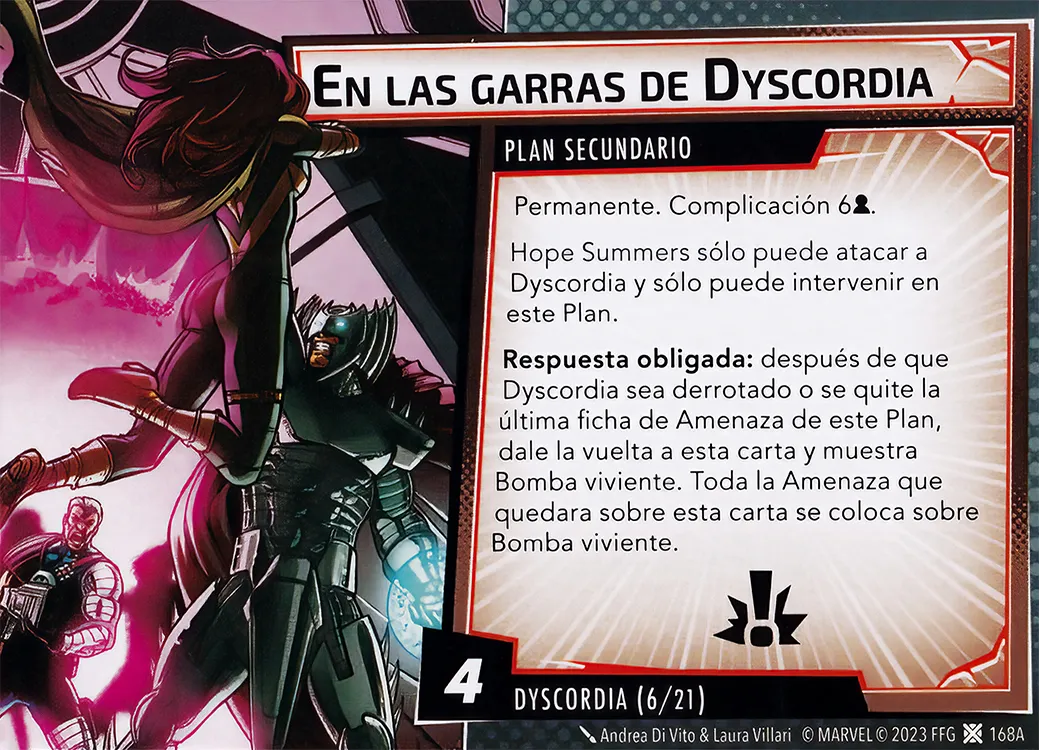 En las garras de Dyscordia
PLAN SECUNDARIO
Permanente. Complicación 6.
Hope Summers sólo puede atacar a
Dyscordia y sólo puede intervenir en
este Plan.
Respuesta obligada: después de que
Dyscordia sea derrotado o se quite la
última ficha de Amenaza de este Plan,
dale la vuelta a esta carta y muestra
Bomba viviente. Toda la Amenaza que
quedara sobre esta carta se coloca sobre
Bomba viviente.
4
DYSCORDIA (6/21)
Andrea Di Vito & Laura Villari © MARVEL © 2023 FFG 168A